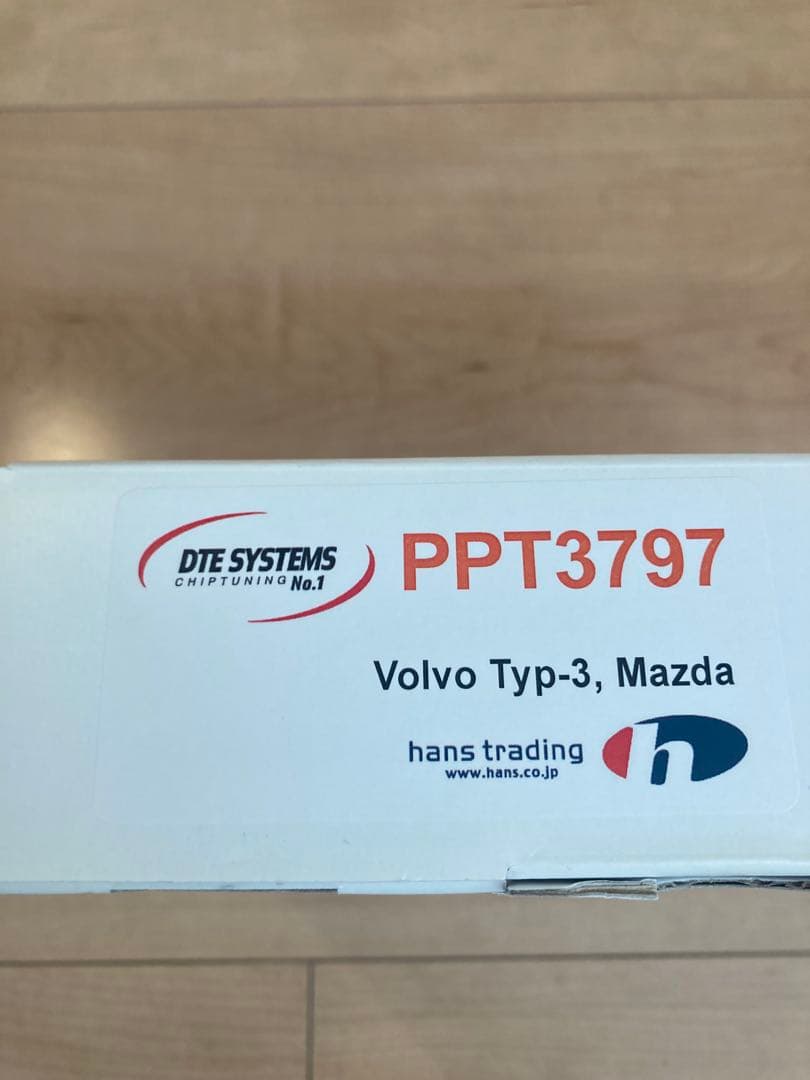 DTE SYSTEMS
CHIPTUNING No.1
PPT3797
Volvo Typ-3, Mazda
hans trading
www.hans.co.jp
h